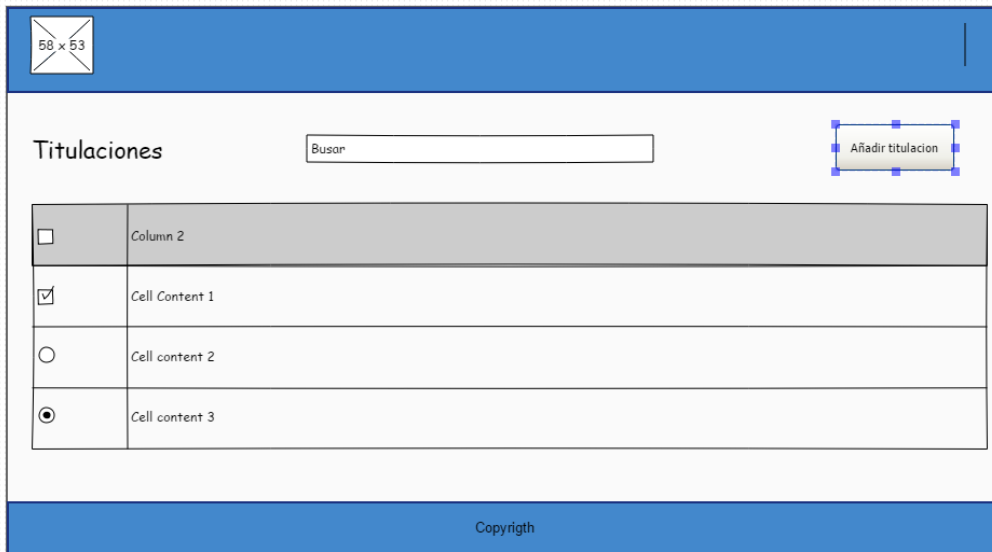 58 x 53
Titulaciones
Busar
Añadir titulacion
Column 2
Cell Content 1
Cell content 2
Cell content 3
Copyrigth